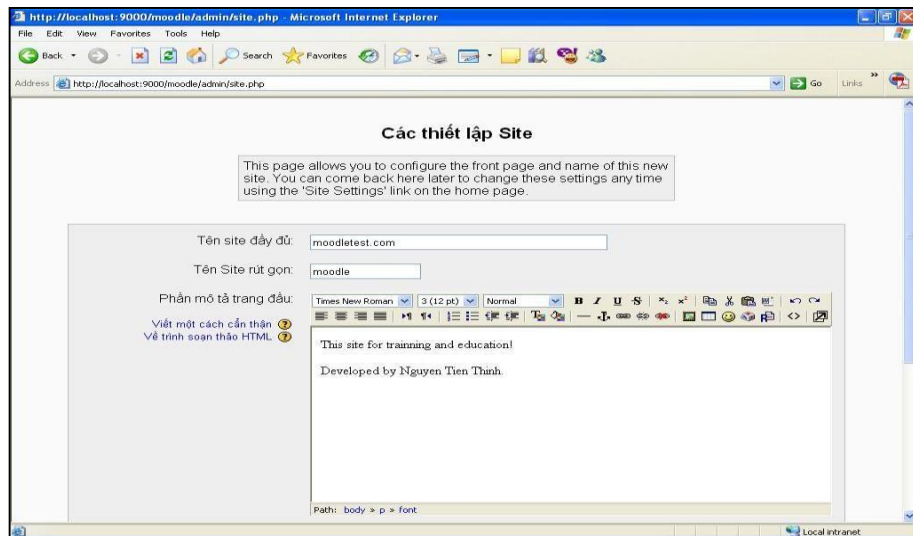 http://localhost:9000/moodle/admin/site.php - Microsoft Internet Explorer
File Edit View Favorites Tools Help
Back Search Favorites
Address http://localhost:9000/moodle/admin/site.php Go Links »
Các thiết lập Site
This page allows you to configure the front page and name of this new
site. You can come back here later to change these settings any time
using the 'Site Settings' link on the home page.
Tên site đầy đủ: moodletest.com
Tên Site rút gọn: moodle
Phần mô tả trang đầu: Times New Roman 3 (12 pt) Normal B I U S
Viết một cách cẩn thận
Về trình soạn thảo HTML
This site for trainning and education!
Developed by Nguyen Tien Thinh.
Path: body » p » font
Local intranet